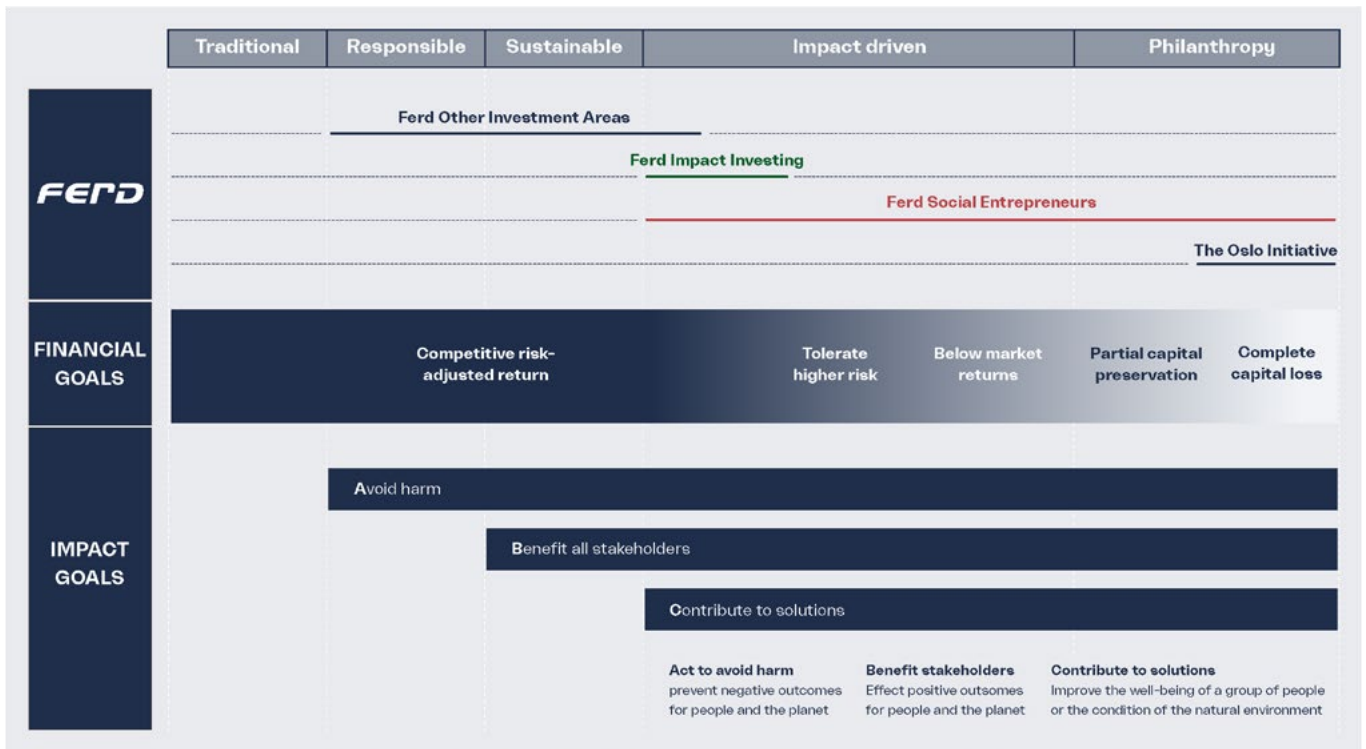 Traditional
Responsible
Sustainable
Impact driven
Philanthropy
FERD
Ferd Other Investment Areas
Ferd Impact Investing
Ferd Social Entrepreneurs
The Oslo Initiative
FINANCIAL
GOALS
Competitive risk-
adjusted return
Tolerate
higher risk
Below market
returns
Partial capital
preservation
Complete
capital loss
IMPACT
GOALS
Avoid harm
Benefit all stakeholders
Contribute to solutions
Act to avoid harm
prevent negative outcomes
for people and the planet
Benefit stakeholders
Effect positive outsomes
for people and the planet
Contribute to solutions
Improve the well-being of a group of people
or the condition of the natural environment